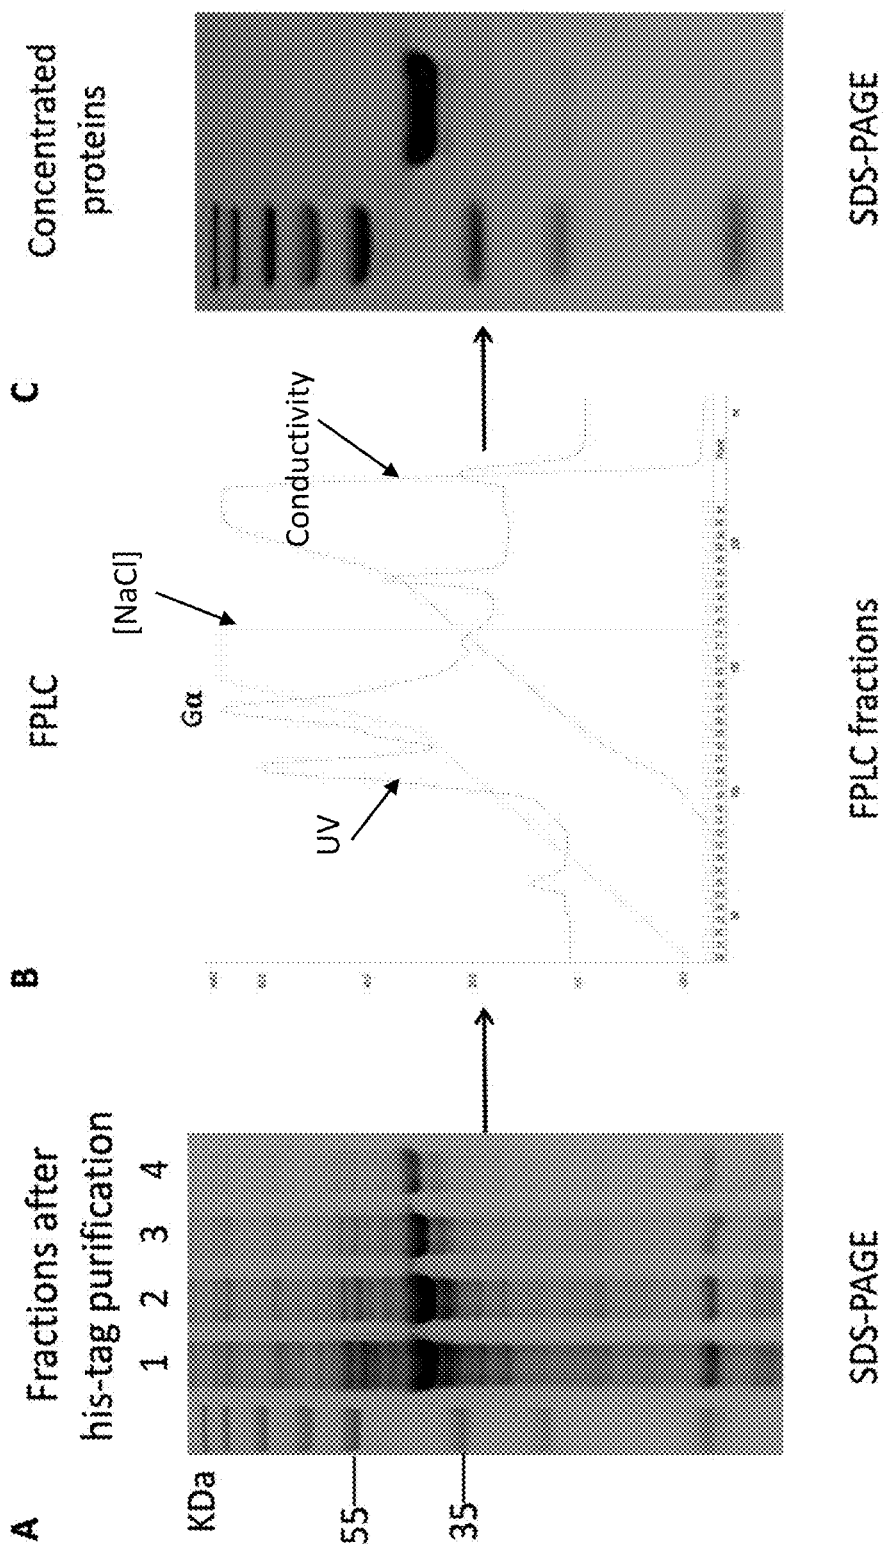 A
Fractions after
his-tag purification
KDa
1 2 3 4
55
35
SDS-PAGE
B
FPLC
UV
Gα
[NaCl]
Conductivity
FPLC fractions
C
Concentrated
proteins
SDS-PAGE